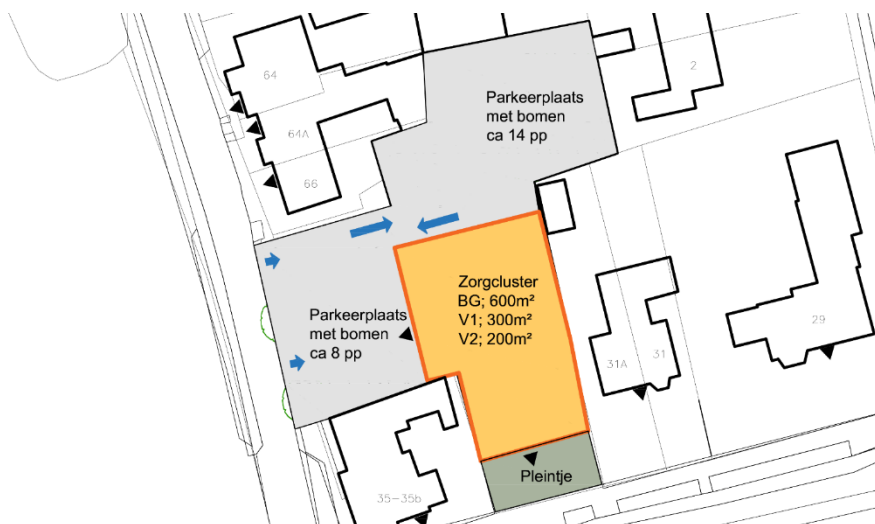 64
2
Parkeerplaats
met bomen
ca 14 pp
64A
66
Zorgcluster
BG; 600m²
V1; 300m²
V2; 200m²
Parkeerplaats
met bomen
ca 8 pp
29
31A
31
Pleintje
35-35b